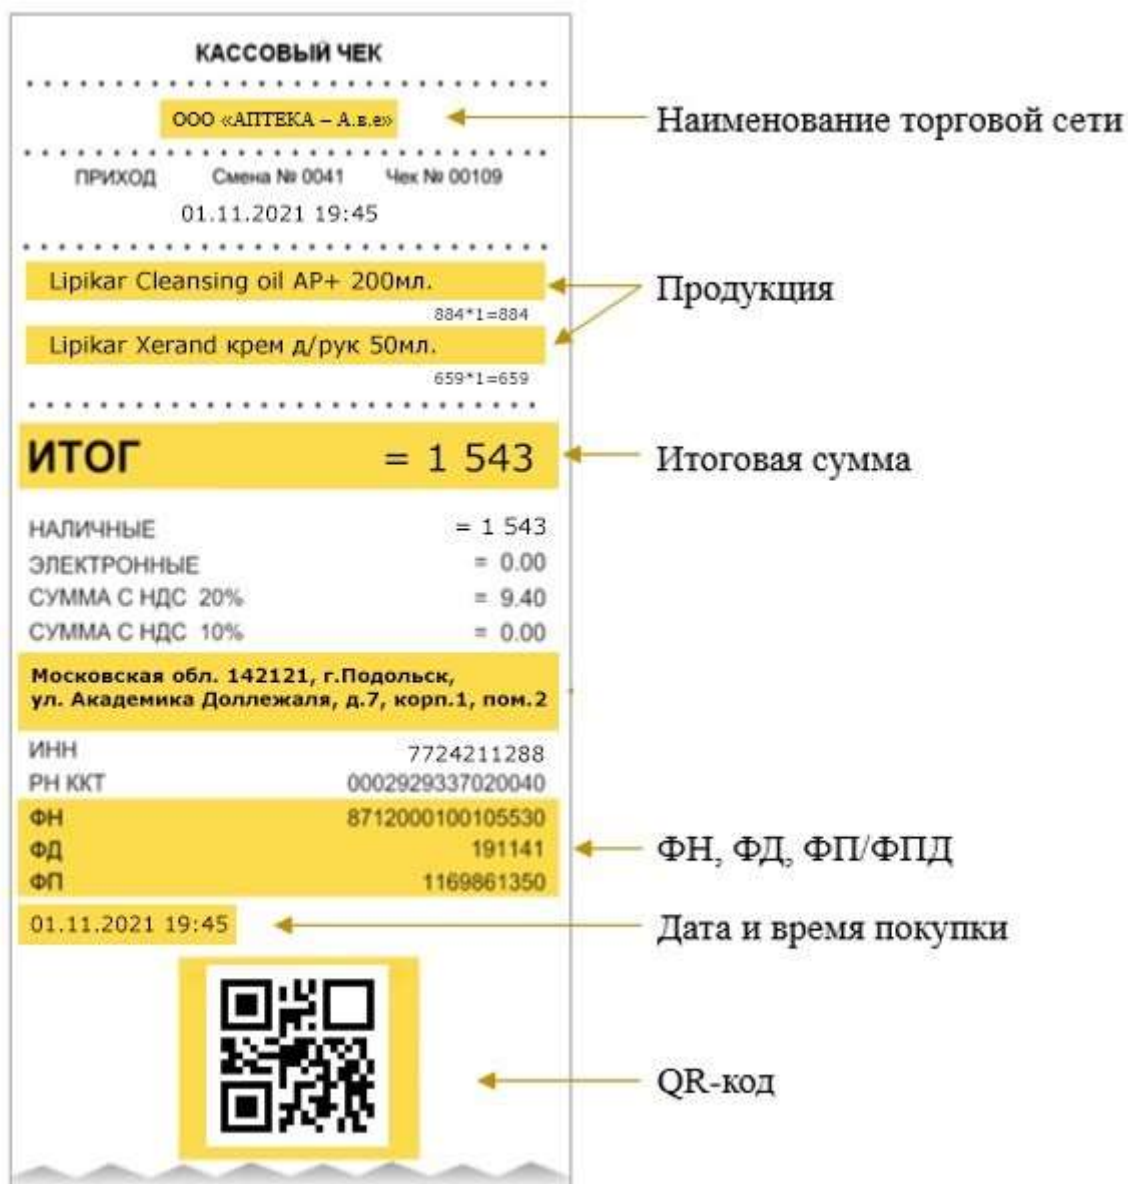 КАССОВЫЙ ЧЕК
ООО «АПТЕКА – А.в.е»
Наименование торговой сети
ПРИХОД Смена № 0041 Чек № 00109
01.11.2021 19:45
Lipikar Cleansing oil AP+ 200мл.
Продукция
884*1=884
Lipikar Xerand крем д/рук 50мл.
659*1=659
ИТОГ = 1 543
Итоговая сумма
НАЛИЧНЫЕ = 1 543
ЭЛЕКТРОННЫЕ = 0.00
СУММА С НДС 20% = 9.40
СУММА С НДС 10% = 0.00
Московская обл. 142121, г.Подольск,
ул. Академика Доллежаля, д.7, корп.1, пом.2
ИНН 7724211288
РН ККТ 0002929337020040
ФН 8712000100105530
ФД 191141
ФН, ФД, ФП/ФПД
ФП 1169861350
01.11.2021 19:45
Дата и время покупки
QR-код